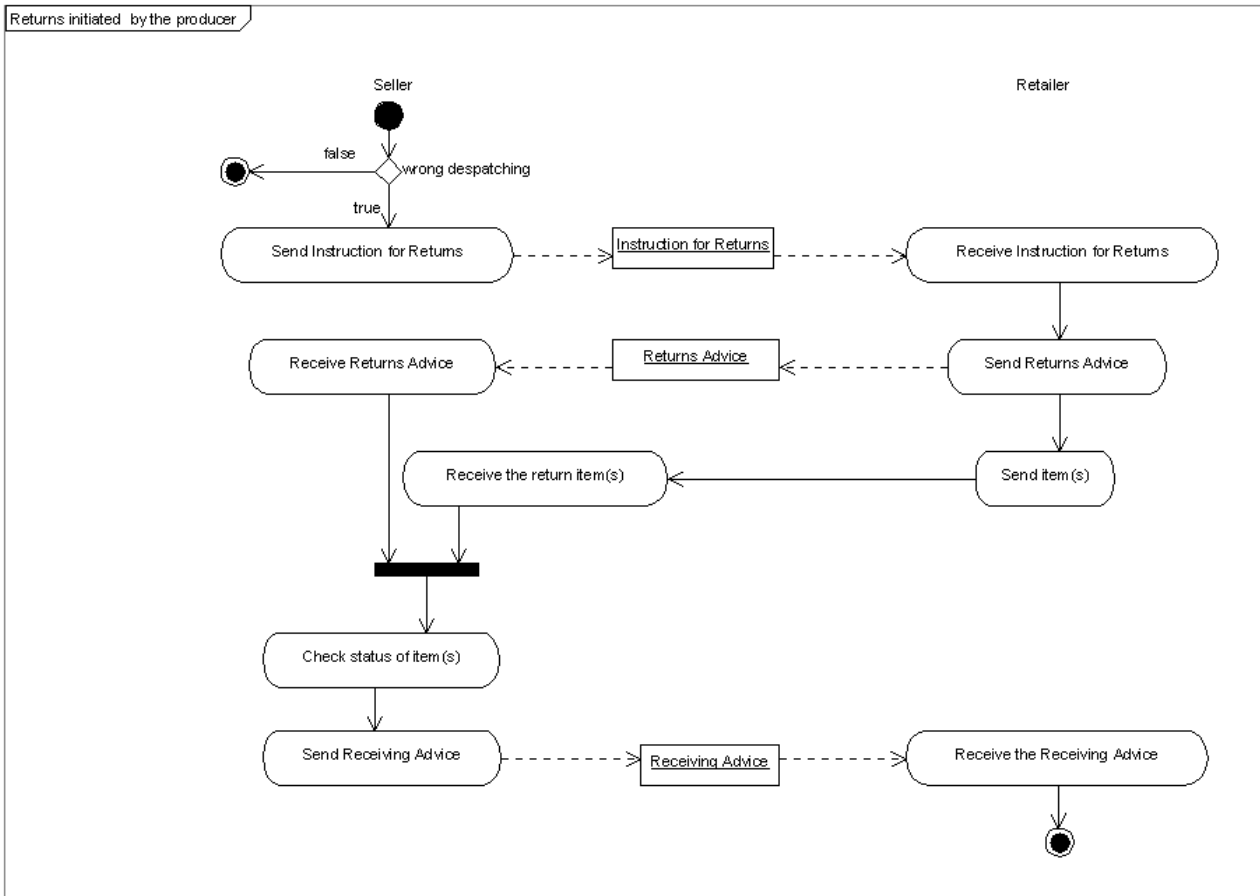 Returns initiated by the producer
Seller
Retailer
false
wrong despatching
true
Send Instruction for Returns
Instruction for Returns
Receive Instruction for Returns
Receive Returns Advice
Returns Advice
Send Returns Advice
Receive the return item(s)
Send item(s)
Check status of item(s)
Send Receiving Advice
Receiving Advice
Receive the Receiving Advice